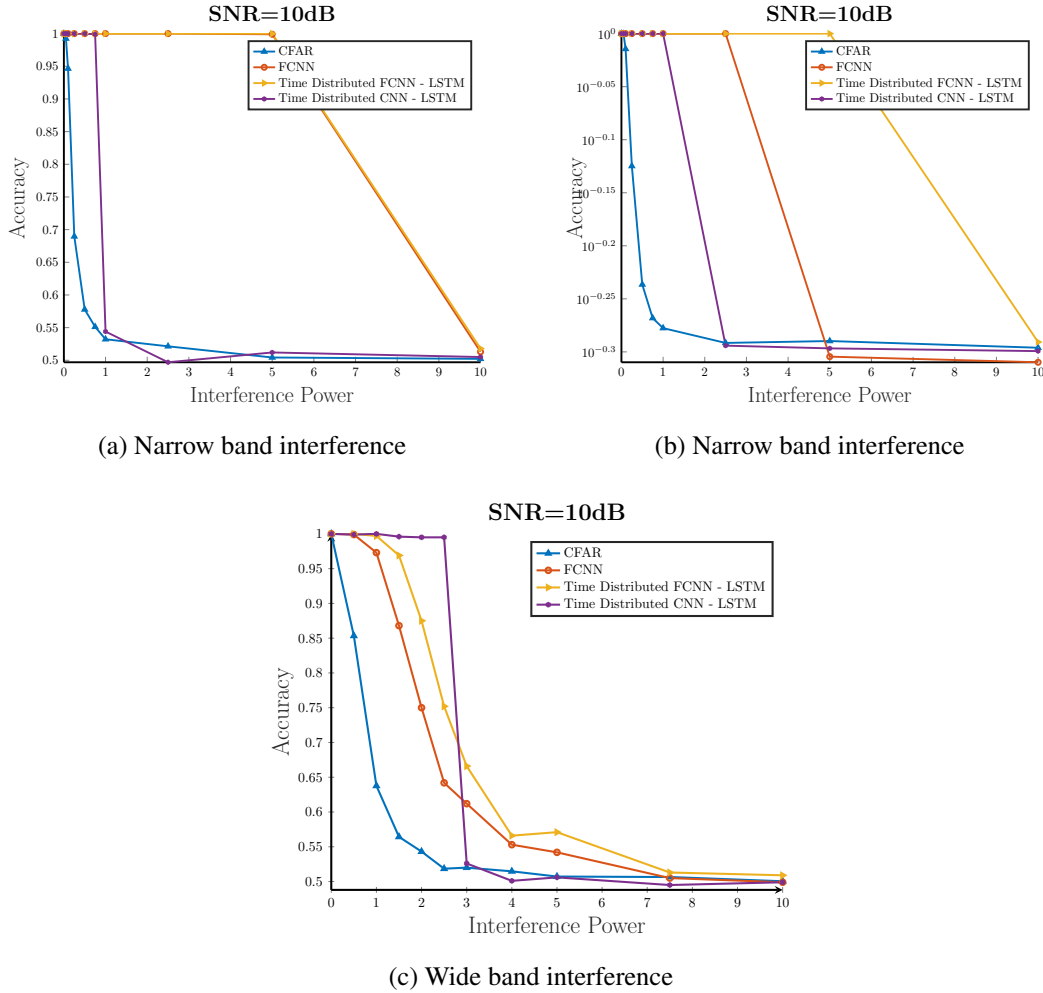 SNR=10dB
1
0.95
0.9
0.85
0.8
0.75
0.7
0.65
0.6
0.55
0.5
Accuracy
CFAR
FCNN
Time Distributed FCNN - LSTM
Time Distributed CNN - LSTM
0 1 2 3 4 5 6 7 8 9 10
Interference Power
(a) Narrow band interference
SNR=10dB
10^0
10^-0.05
10^-0.1
10^-0.15
10^-0.2
10^-0.25
10^-0.3
Accuracy
CFAR
FCNN
Time Distributed FCNN - LSTM
Time Distributed CNN - LSTM
0 1 2 3 4 5 6 7 8 9 10
Interference Power
(b) Narrow band interference
SNR=10dB
1
0.95
0.9
0.85
0.8
0.75
0.7
0.65
0.6
0.55
0.5
Accuracy
CFAR
FCNN
Time Distributed FCNN - LSTM
Time Distributed CNN - LSTM
0 1 2 3 4 5 6 7 8 9 10
Interference Power
(c) Wide band interference